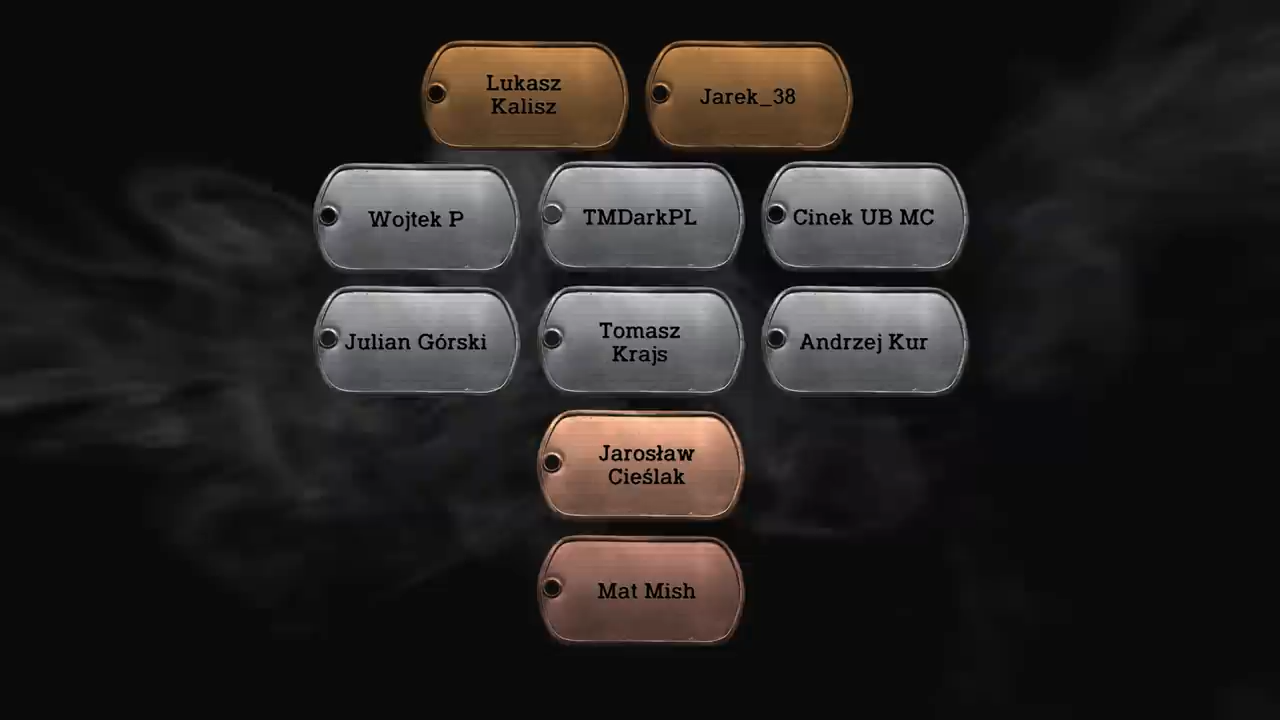 Lukasz
Kalisz
Jarek_38
Wojtek P
TMDarkPL
Cinek UB MC
Julian Górski
Tomasz
Krajs
Andrzej Kur
Jarosław
Cieślak
Mat Mish